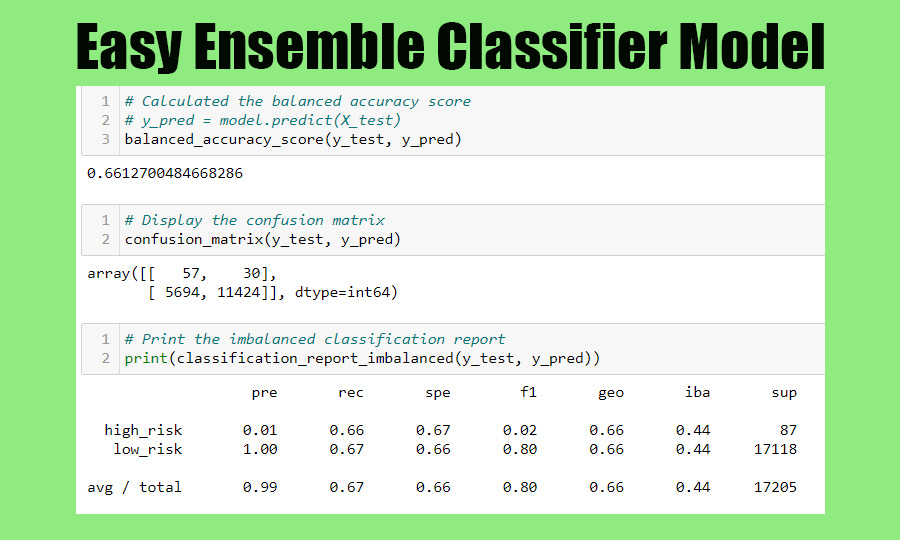 Easy Ensemble Classifier Model
1 # Calculated the balanced accuracy score
2 # y_pred = model.predict(X_test)
3 balanced_accuracy_score(y_test, y_pred)
0.6612700484668286
1 # Display the confusion matrix
2 confusion_matrix(y_test, y_pred)
array([[   57,    30],
       [ 5694, 11424]], dtype=int64)
1 # Print the imbalanced classification report
2 print(classification_report_imbalanced(y_test, y_pred))
pre rec spe f1 geo iba sup
high_risk 0.01 0.66 0.67 0.02 0.66 0.44 87
low_risk 1.00 0.67 0.66 0.80 0.66 0.44 17118
avg / total 0.99 0.67 0.66 0.80 0.66 0.44 17205